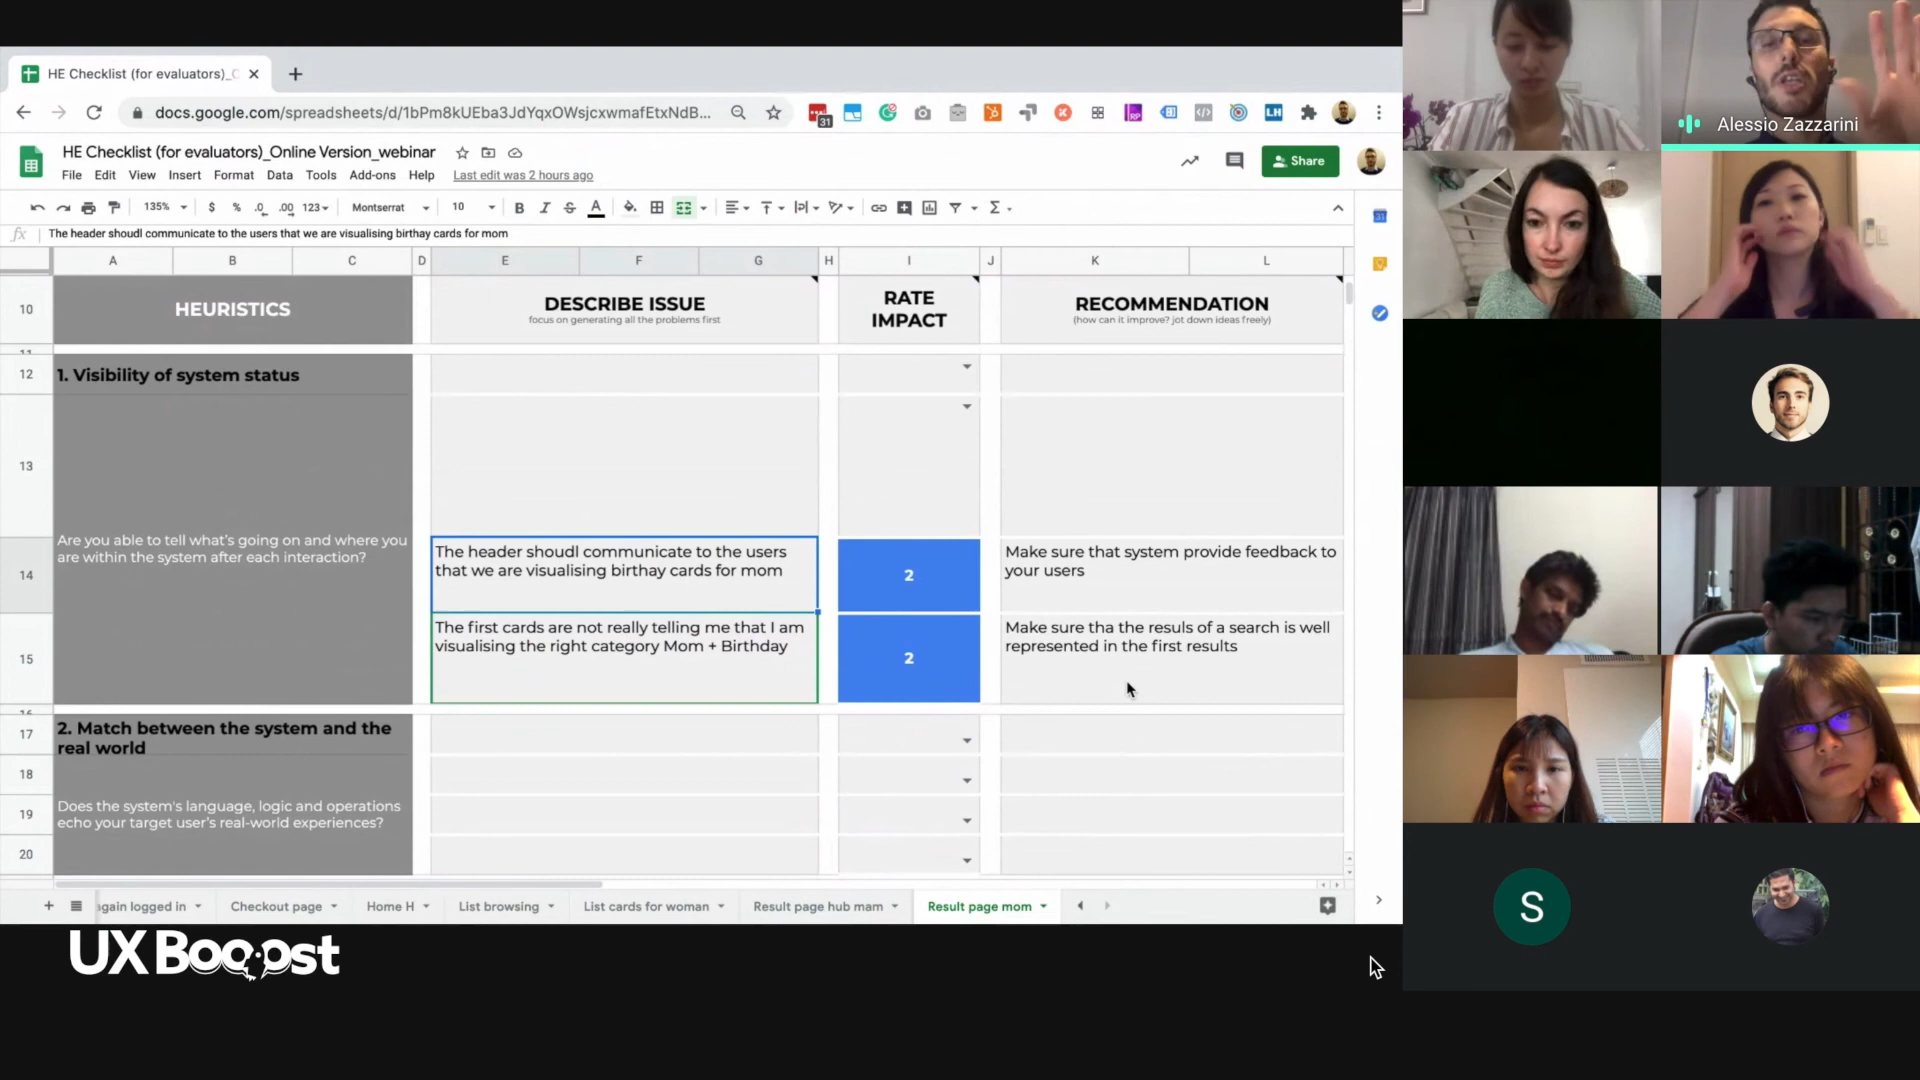 HE Checklist (for evaluators)_O
docs.google.com/spreadsheets/d/1bPm8kUEba3JdYqxOWsjcxwmafEtxNdB...
31
RP
LH
HE Checklist (for evaluators)_Online Version_webinar
Share
File Edit View Insert Format Data Tools Add-ons Help Last edit was 2 hours ago
135% $ % .0 .00 123 Montserrat 10 B I S A
31
fx The header shoudl communicate to the users that we are visualising birthay cards for mom
A B C D E F G H I J K L
10 HEURISTICS DESCRIBE ISSUE RATE IMPACT RECOMMENDATION
focus on generating all the problems first (how can it improve? jot down ideas freely)
11
12 1. Visibility of system status
13
Are you able to tell what's going on and where you
are within the system after each interaction?
14 The header shoudl communicate to the users
that we are visualising birthay cards for mom
2
Make sure that system provide feedback to
your users
15 The first cards are not really telling me that I am
visualising the right category Mom + Birthday
2
Make sure tha the resuls of a search is well
represented in the first results
16
17 2. Match between the system and the
real world
18
19 Does the system's language, logic and operations
echo your target user's real-world experiences?
20
gain logged in Checkout page Home H List browsing List cards for woman Result page hub mam Result page mom
UX Booost
Alessio Zazzarini
S